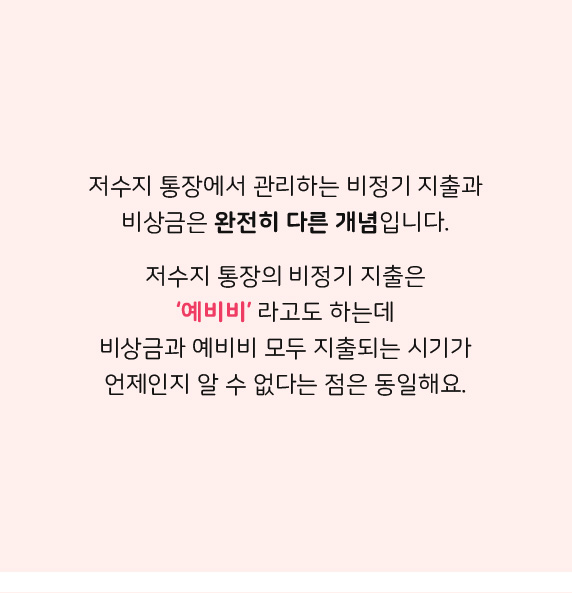 저수지 통장에서 관리하는 비정기 지출과
비상금은 완전히 다른 개념입니다.
저수지 통장의 비정기 지출은
‘예비비’ 라고도 하는데
비상금과 예비비 모두 지출되는 시기가
언제인지 알 수 없다는 점은 동일해요.